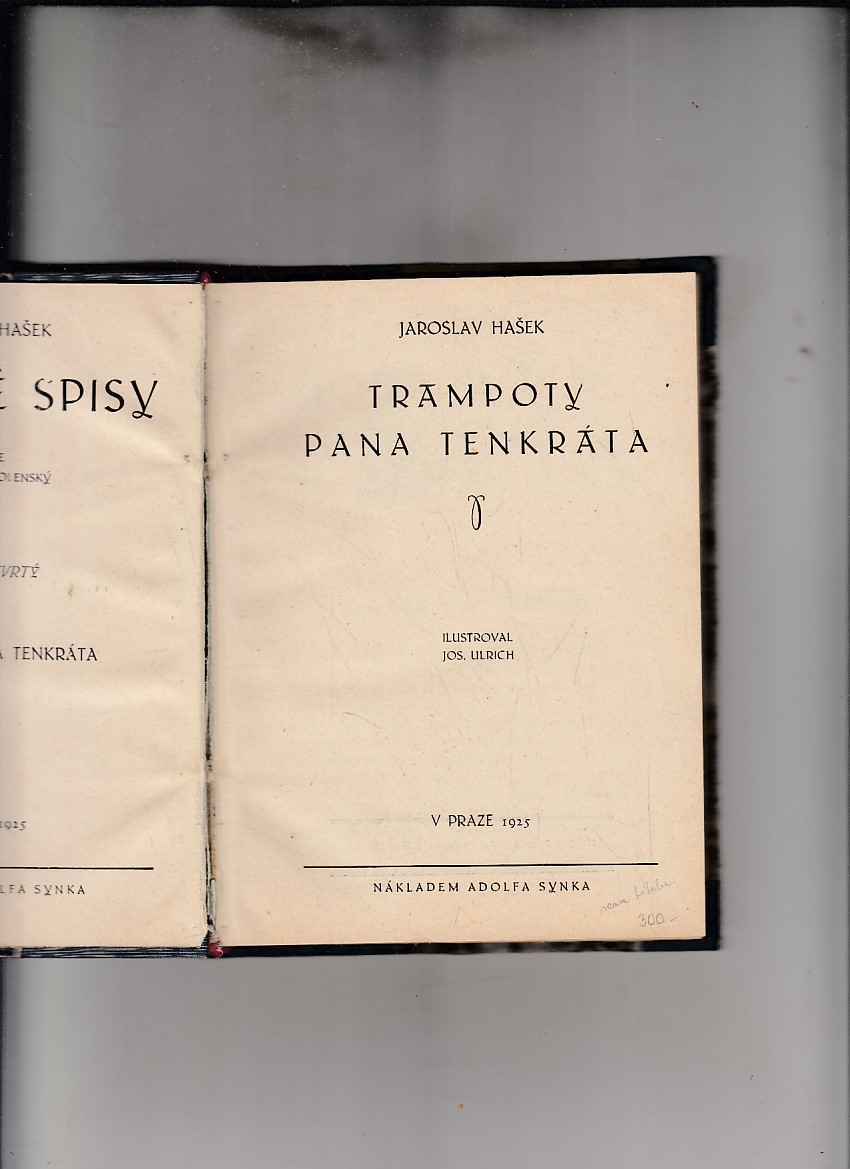 HAŠEK
SPISY
E
OLENSKÝ
VRTÝ
A TENKRÁTA
1925
LFA SYNKA
JAROSLAV HAŠEK
TRAMPOTY
PANA TENKRÁTA
ILUSTROVAL
JOS. ULRICH
V PRAZE 1925
NÁKLADEM ADOLFA SYNKA
300.–